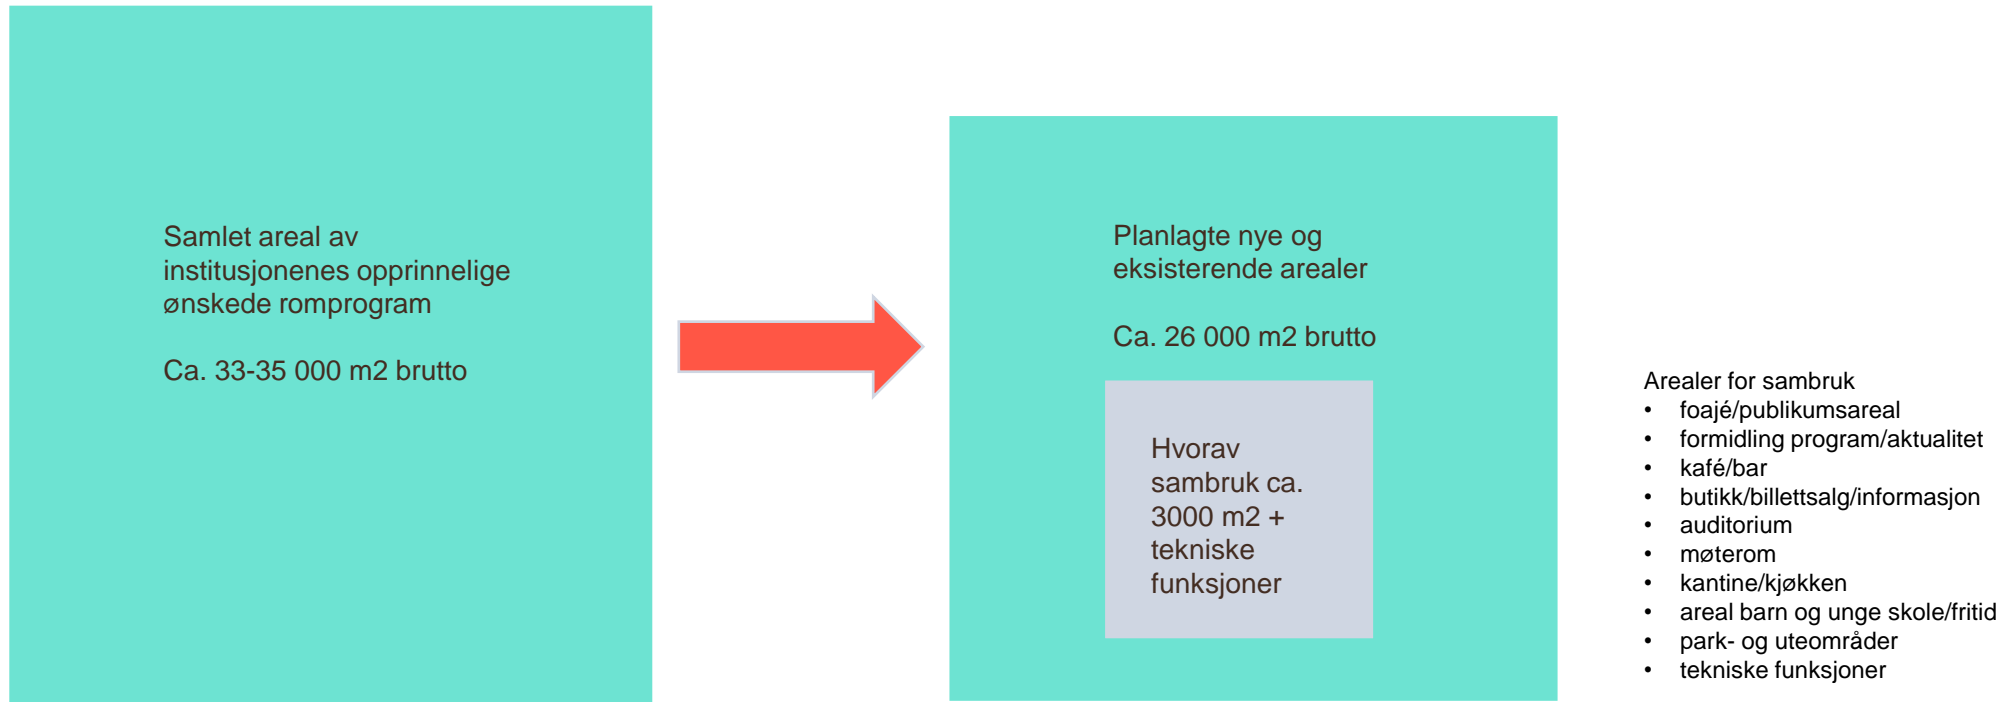 Samlet areal av
institusjonenes opprinnelige
ønskede romprogram
Ca. 33-35 000 m2 brutto
Planlagte nye og
eksisterende arealer
Ca. 26 000 m2 brutto
Hvorav
sambruk ca.
3000 m2 +
tekniske
funksjoner
Arealer for sambruk
• foajé/publikumsareal
• formidling program/aktualitet
• kafé/bar
• butikk/billettsalg/informasjon
• auditorium
• møterom
• kantine/kjøkken
• areal barn og unge skole/fritid
• park- og uteområder
• tekniske funksjoner